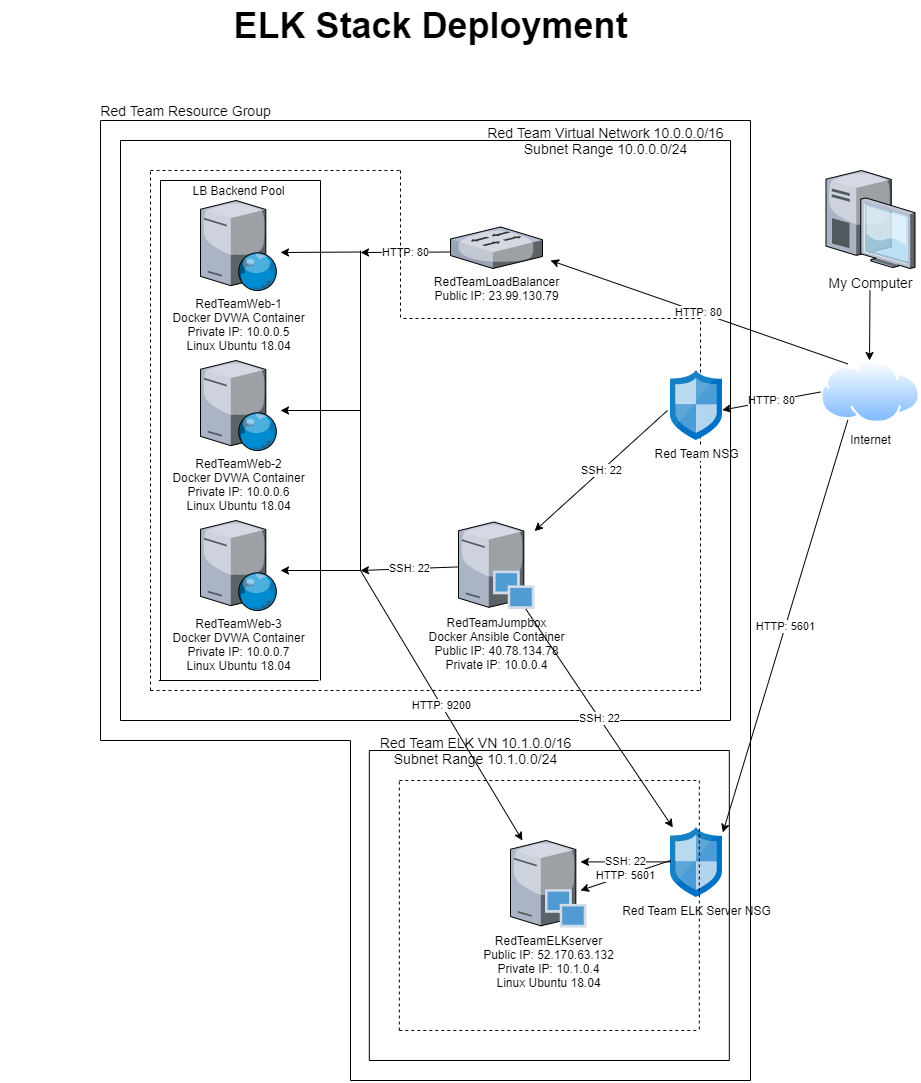 ELK Stack Deployment
Red Team Resource Group
Red Team Virtual Network 10.0.0.0/16
Subnet Range 10.0.0.0/24
LB Backend Pool
RedTeamWeb-1
Docker DVWA Container
Private IP: 10.0.0.5
Linux Ubuntu 18.04
HTTP: 80
RedTeamLoadBalancer
Public IP: 23.99.130.79
HTTP: 80
My Computer
HTTP: 80
Internet
Red Team NSG
RedTeamWeb-2
Docker DVWA Container
Private IP: 10.0.0.6
Linux Ubuntu 18.04
SSH: 22
SSH: 22
RedTeamWeb-3
Docker DVWA Container
Private IP: 10.0.0.7
Linux Ubuntu 18.04
RedTeamJumpbox
Docker Ansible Container
Public IP: 40.78.134.78
Private IP: 10.0.0.4
HTTP: 5601
HTTP: 9200
SSH: 22
Red Team ELK VN 10.1.0.0/16
Subnet Range 10.1.0.0/24
SSH: 22
HTTP: 5601
Red Team ELK Server NSG
RedTeamELKserver
Public IP: 52.170.63.132
Private IP: 10.1.0.4
Linux Ubuntu 18.04